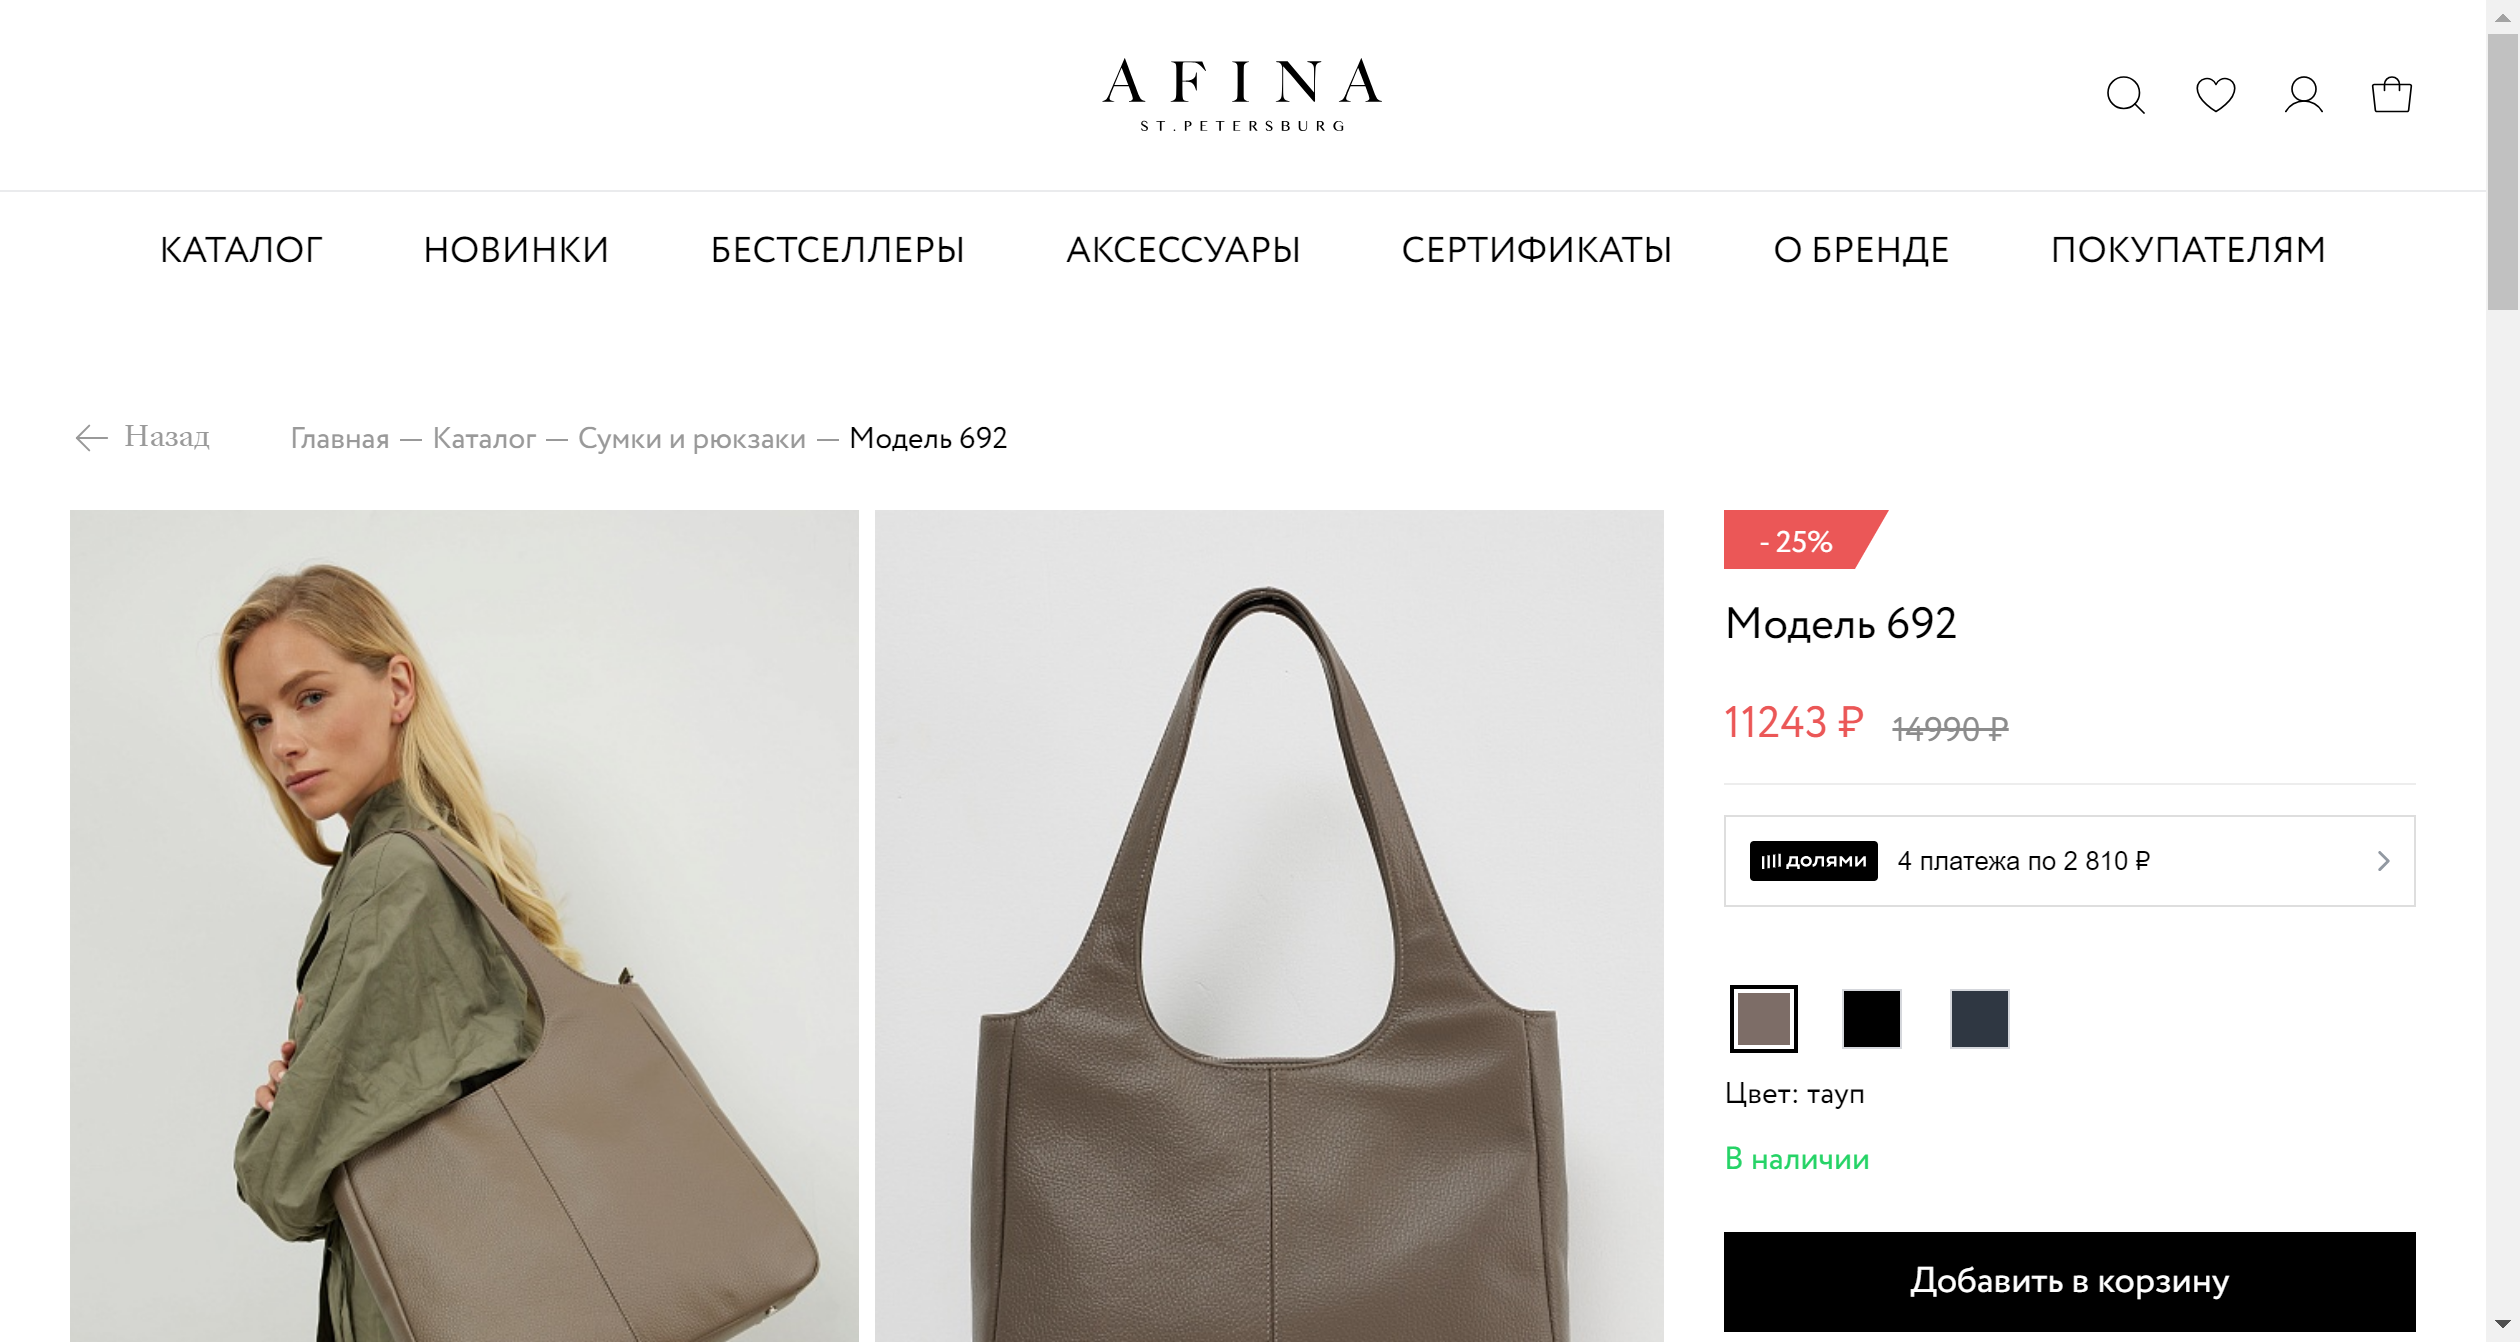 AFINA
ST.PETERSBURG
КАТАЛОГ НОВИНКИ БЕСТСЕЛЛЕРЫ АКСЕССУАРЫ СЕРТИФИКАТЫ О БРЕНДЕ ПОКУПАТЕЛЯМ
Назад Главная — Каталог — Сумки и рюкзаки — Модель 692
- 25%
Модель 692
11243 ₽ 14990 ₽
долями 4 платежа по 2 810 ₽
Цвет: тауп
В наличии
Добавить в корзину